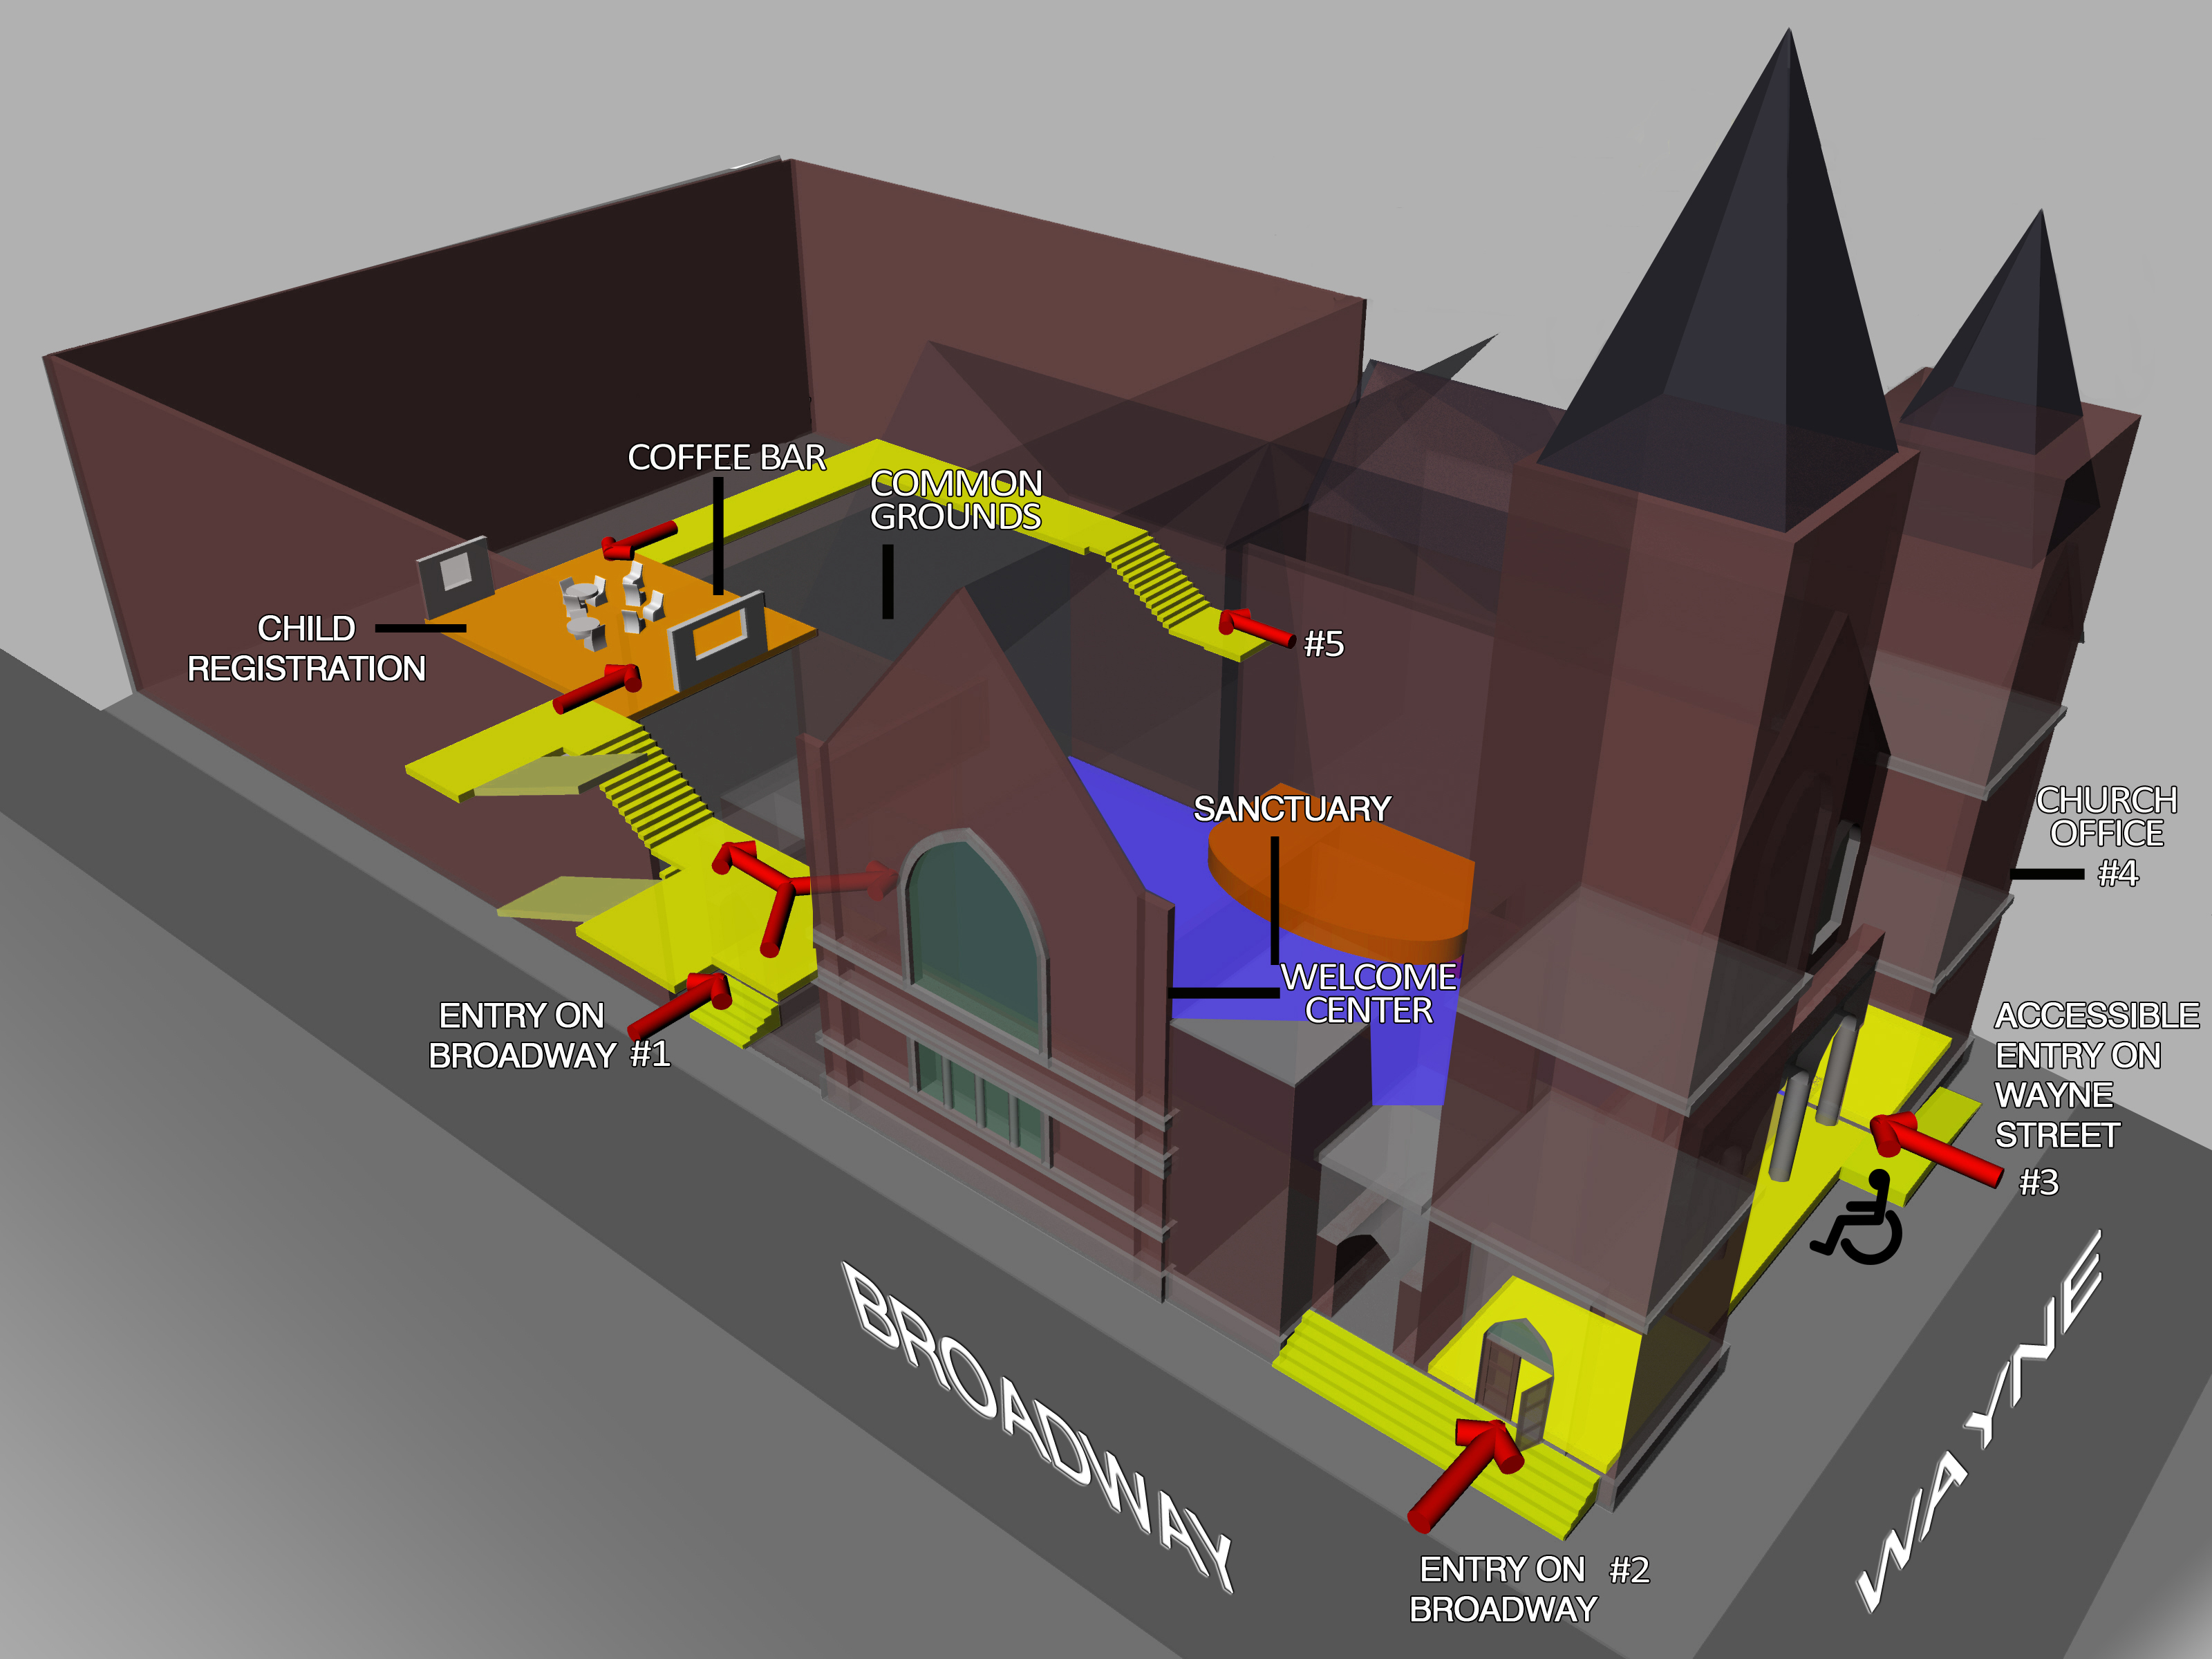 COFFEE BAR
COMMON
GROUNDS
CHILD
REGISTRATION
#5
SANCTUARY
CHURCH
OFFICE
#4
WELCOME
CENTER
ENTRY ON
BROADWAY #1
ACCESSIBLE
ENTRY ON
WAYNE
STREET
#3
BROADWAY
WAYNE
ENTRY ON #2
BROADWAY